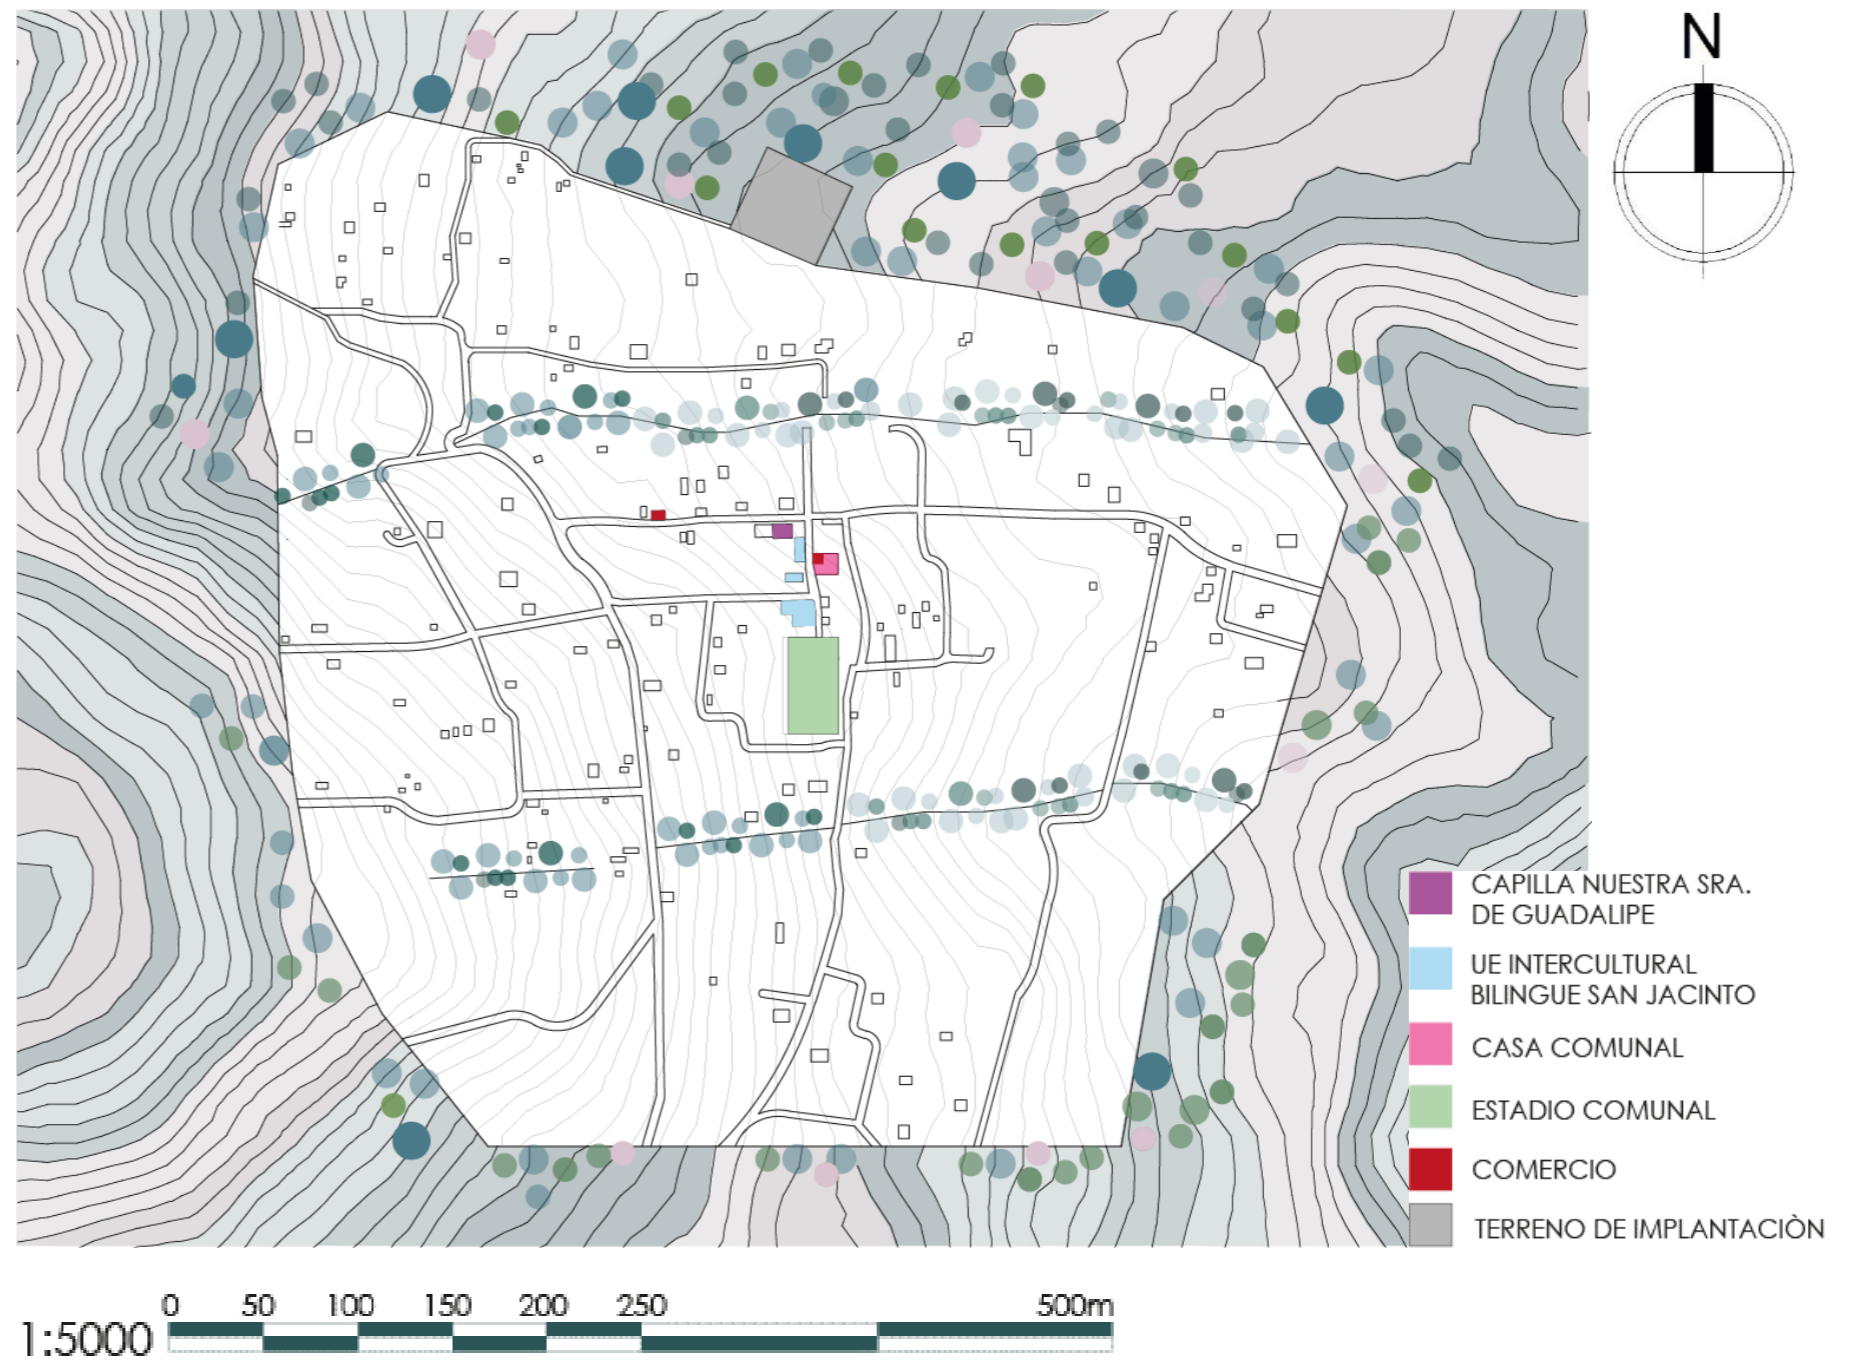 N
CAPILLA NUESTRA SRA.
DE GUADALIPE
UE INTERCULTURAL
BILINGUE SAN JACINTO
CASA COMUNAL
ESTADIO COMUNAL
COMERCIO
TERRENO DE IMPLANTACIÒN
0 50 100 150 200 250 500m
1:5000